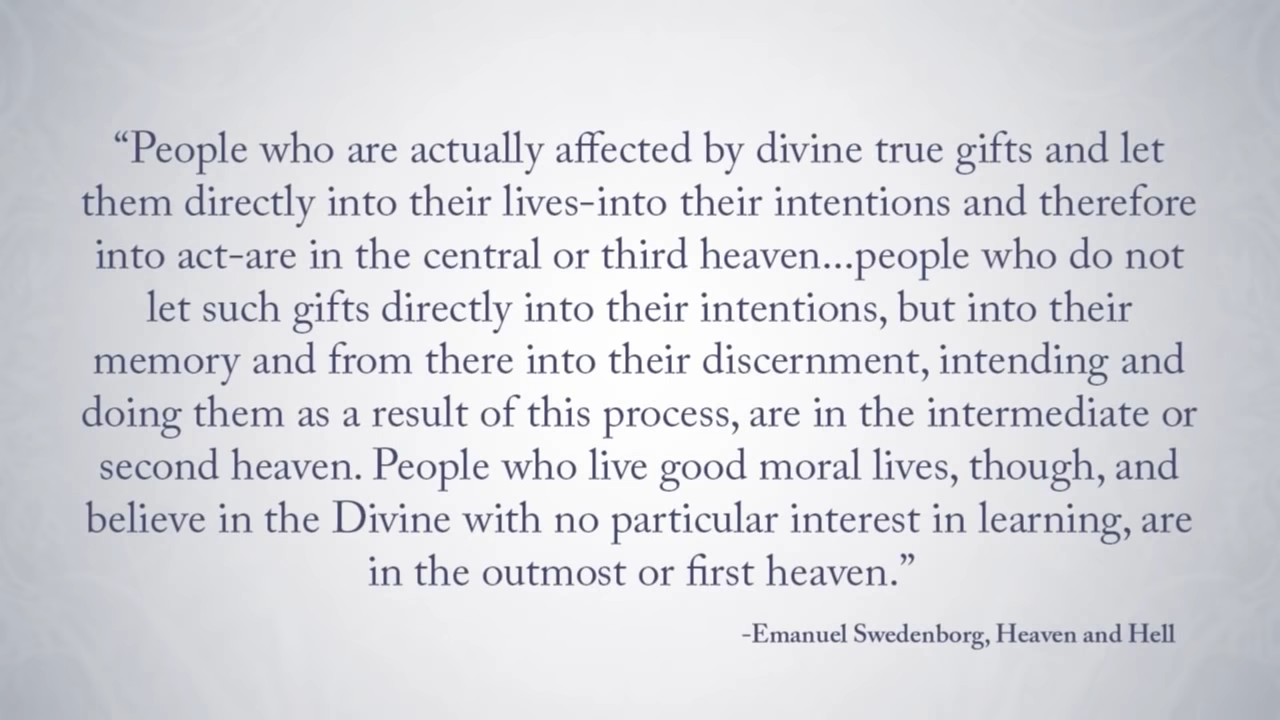 “People who are actually affected by divine true gifts and let
them directly into their lives-into their intentions and therefore
into act-are in the central or third heaven...people who do not
let such gifts directly into their intentions, but into their
memory and from there into their discernment, intending and
doing them as a result of this process, are in the intermediate or
second heaven. People who live good moral lives, though, and
believe in the Divine with no particular interest in learning, are
in the outmost or first heaven.”
-Emanuel Swedenborg, Heaven and Hell